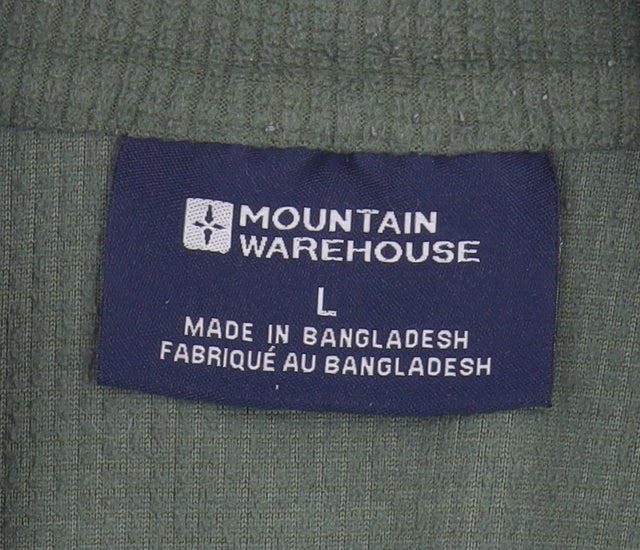 MOUNTAIN
WAREHOUSE
L
MADE IN BANGLADESH
FABRIQUÉ AU BANGLADESH